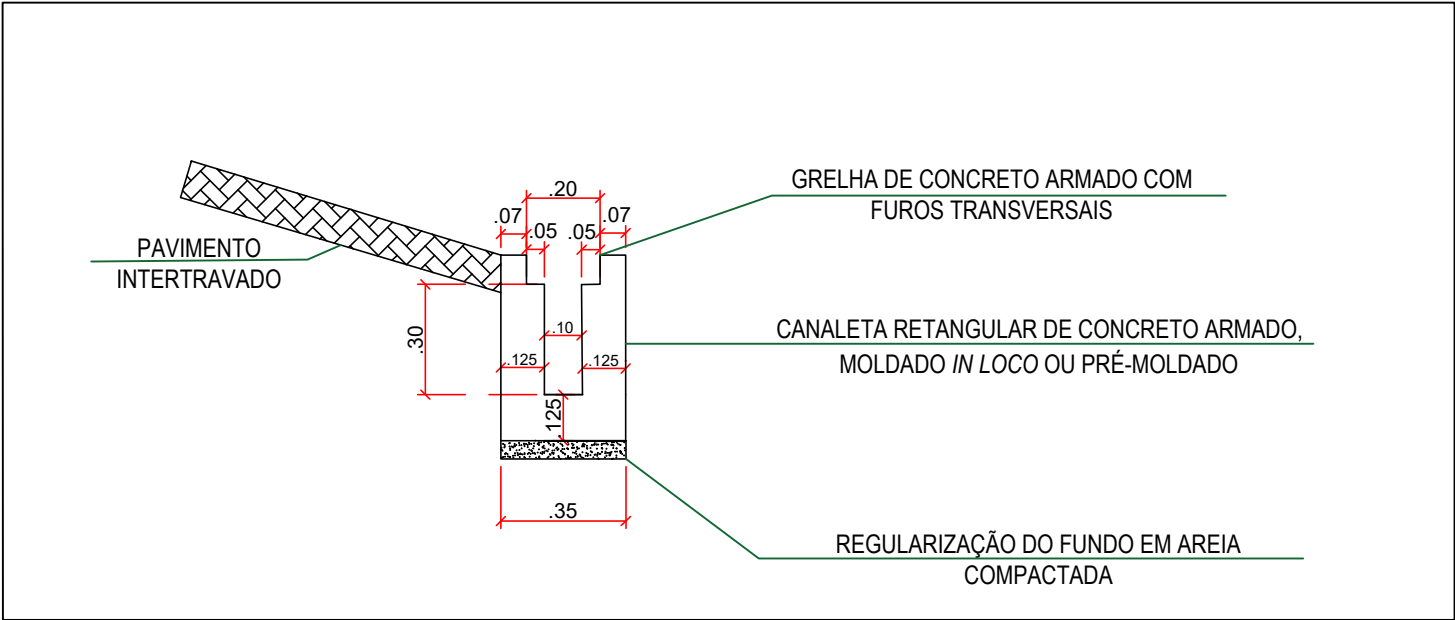 GRELHA DE CONCRETO ARMADO COM
FUROS TRANSVERSAIS
.20
.07
.07
.05
.05
PAVIMENTO
INTERTRAVADO
.30
.10
.125
.125
CANALETA RETANGULAR DE CONCRETO ARMADO,
MOLDADO IN LOCO OU PRÉ-MOLDADO
.125
.35
REGULARIZAÇÃO DO FUNDO EM AREIA
COMPACTADA